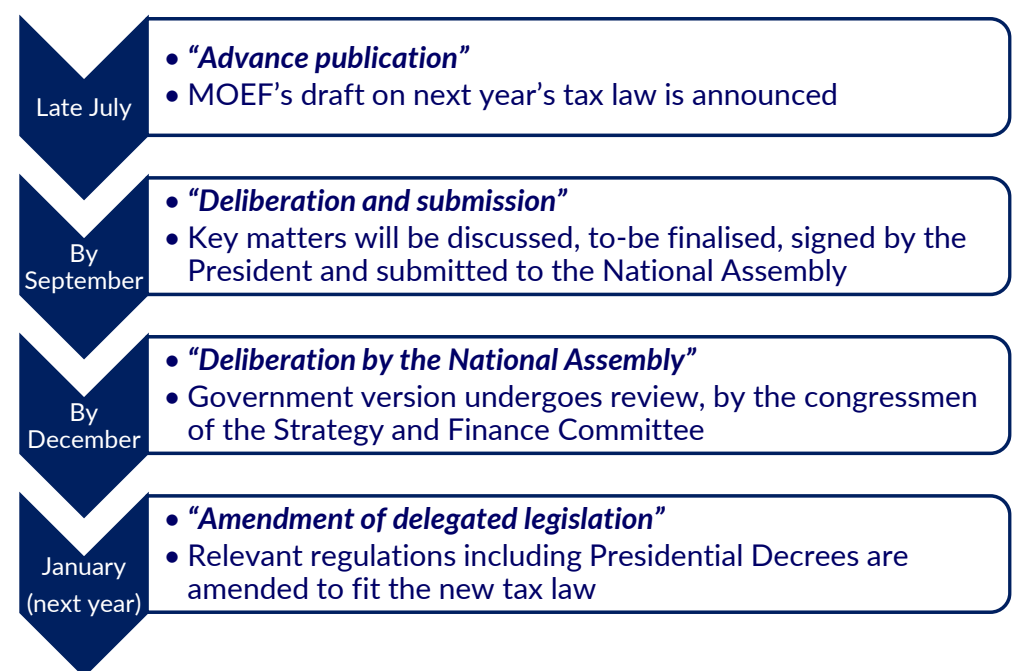 Late July
• “Advance publication”
• MOEF’s draft on next year’s tax law is announced
By
September
• “Deliberation and submission”
• Key matters will be discussed, to-be finalised, signed by the
President and submitted to the National Assembly
By
December
• “Deliberation by the National Assembly”
• Government version undergoes review, by the congressmen
of the Strategy and Finance Committee
January
(next year)
• “Amendment of delegated legislation”
• Relevant regulations including Presidential Decrees are
amended to fit the new tax law